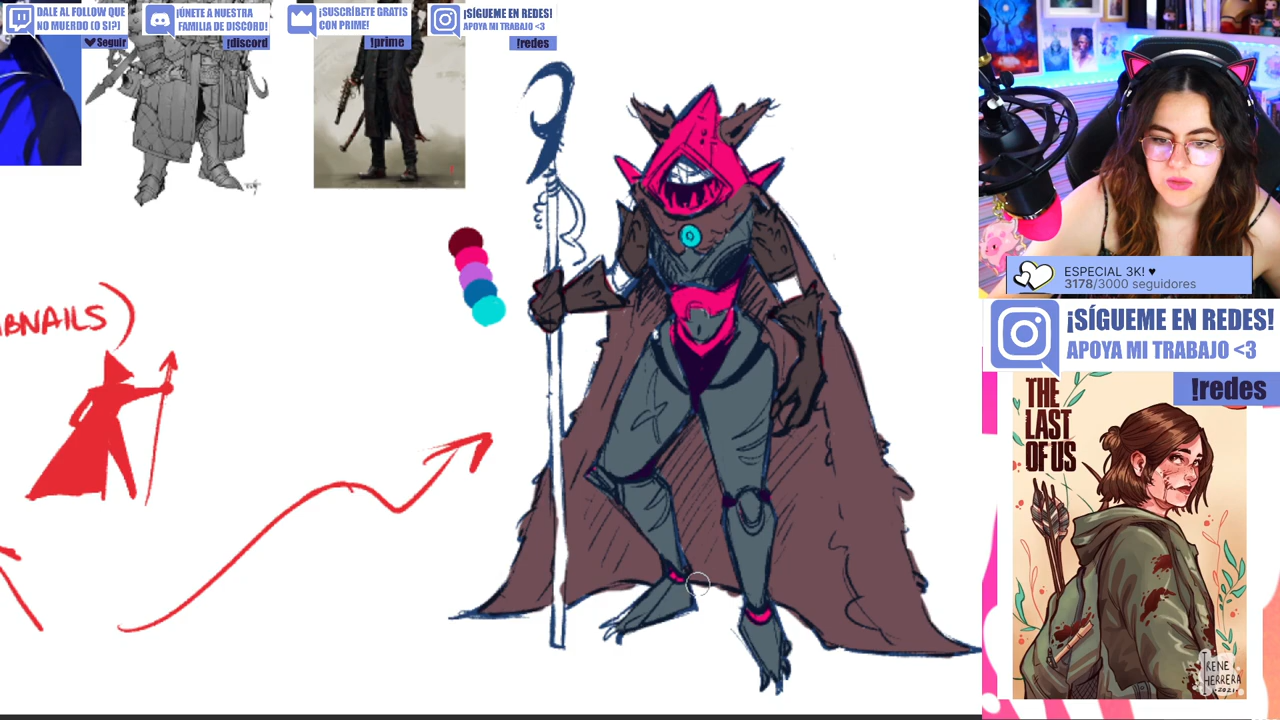 DALE AL FOLLOW QUE
NO MUERDO (O SI?)
Seguir
¡ÚNETE A NUESTRA
FAMILIA DE DISCORD!
!discord
¡SUSCRÍBETE GRATIS
CON PRIME!
!prime
¡SÍGUEME EN REDES!
APOYA MI TRABAJO <3
!redes
BNAILS)
ESPECIAL 3K! ♥
3178/3000 seguidores
¡SÍGUEME EN REDES!
APOYA MI TRABAJO <3
!redes
THE
LAST
OF US
IRENE
HERRERA
·2021·